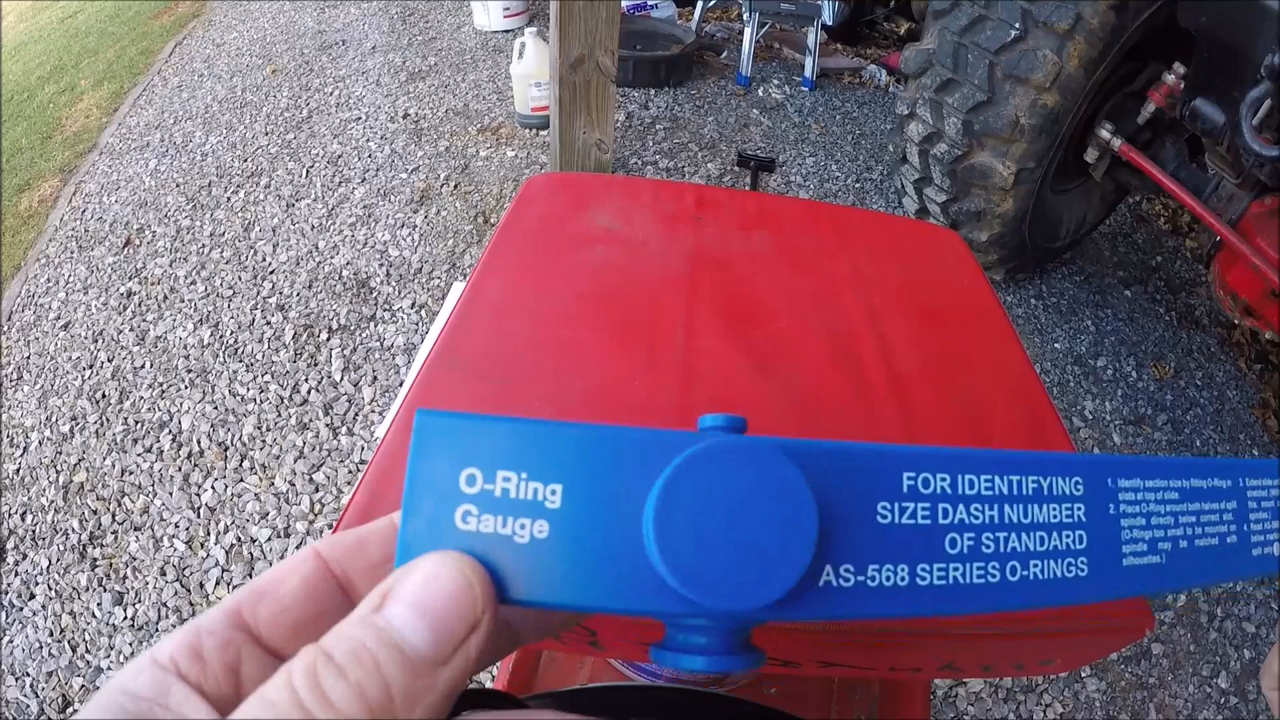 O-Ring
Gauge
FOR IDENTIFYING
SIZE DASH NUMBER
OF STANDARD
AS-568 SERIES O-RINGS
1. Identify section size by fitting O-Ring in
slots at top of slide.
2. Place O-Ring around both halves of split
spindle directly below correct slot.
(O-Rings too small to be mounted on
spindle may be matched with
silhouettes.)